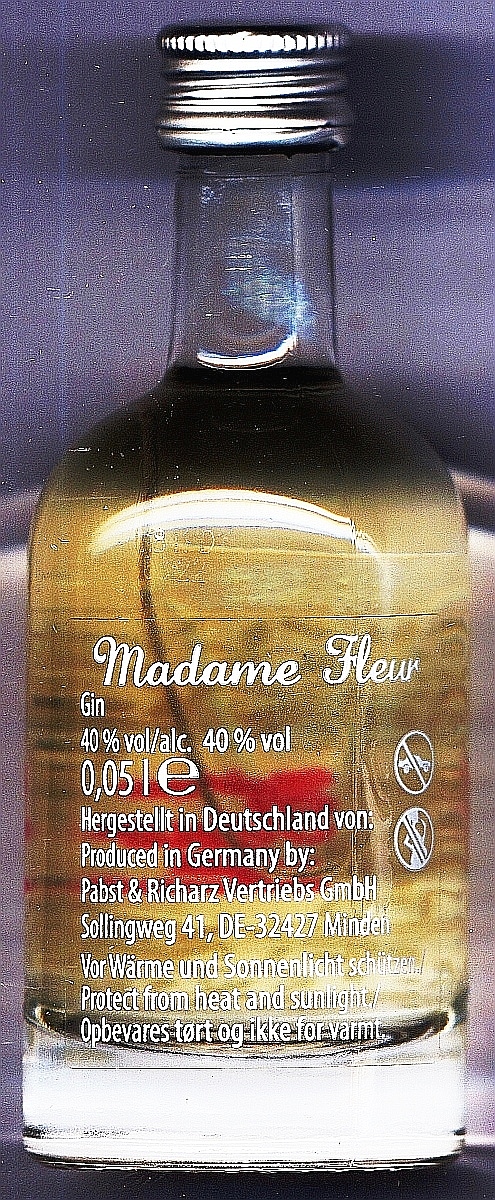 Madame Fleur
Gin
40 % vol/alc. 40 % vol
0,05 l e
Hergestellt in Deutschland von:
Produced in Germany by:
Pabst & Richarz Vertriebs GmbH
Sollingweg 41, DE-32427 Minden
Vor Wärme und Sonnenlicht schützen./
Protect from heat and sunlight./
Opbevares tørt og ikke for varmt.